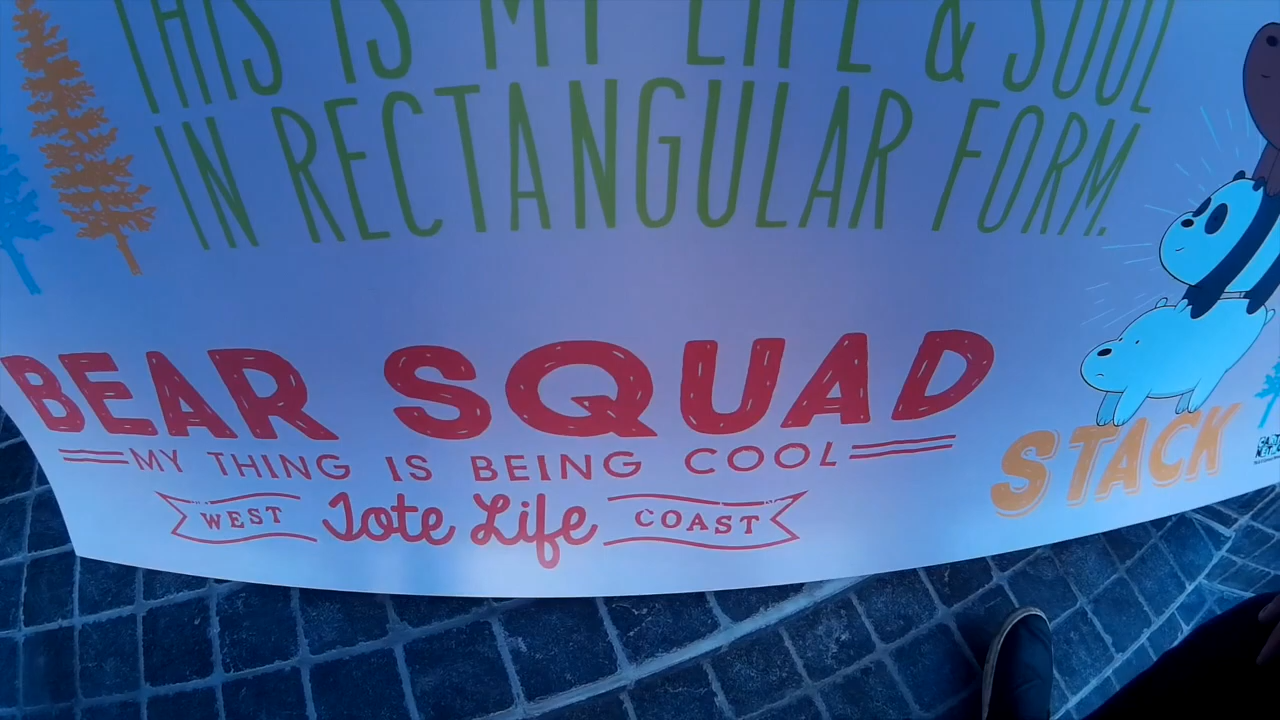 THIS IS MY LIFE & SOUL
IN RECTANGULAR FORM.
BEAR SQUAD
MY THING IS BEING COOL
WEST Tote Life COAST
STACK